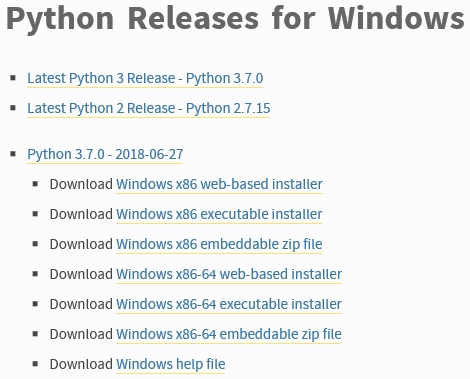 Python Releases for Windows
Latest Python 3 Release - Python 3.7.0
Latest Python 2 Release - Python 2.7.15
Python 3.7.0 - 2018-06-27
Download Windows x86 web-based installer
Download Windows x86 executable installer
Download Windows x86 embeddable zip file
Download Windows x86-64 web-based installer
Download Windows x86-64 executable installer
Download Windows x86-64 embeddable zip file
Download Windows help file